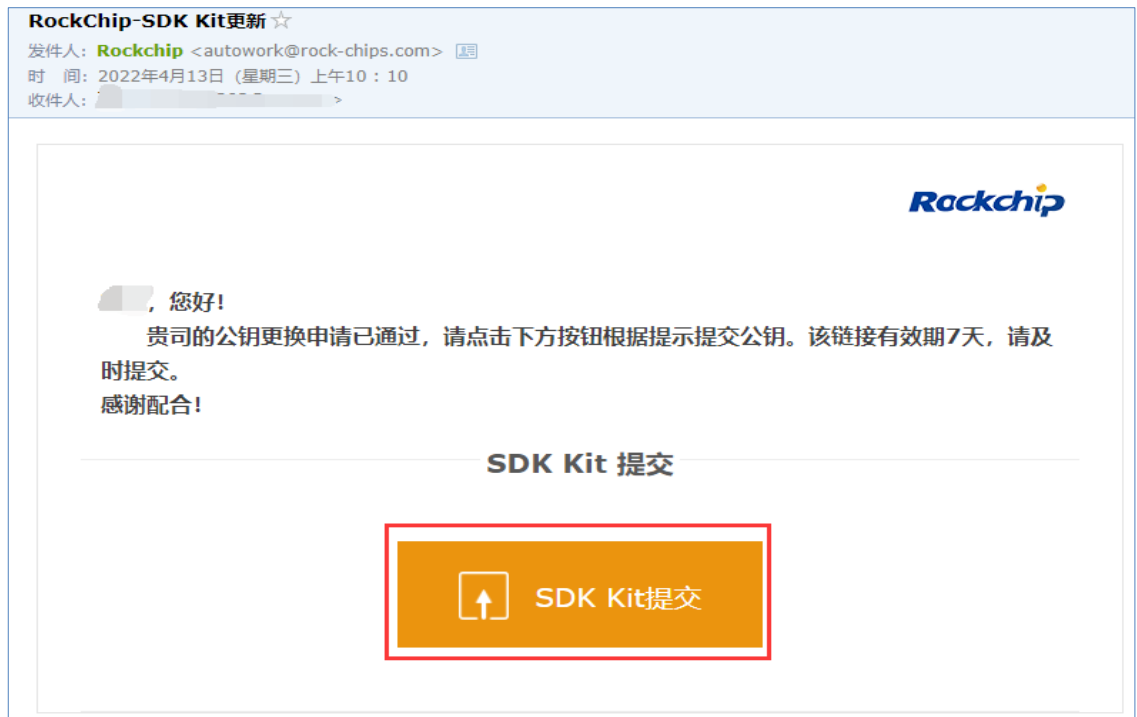 RockChip-SDK Kit更新
发件人：Rockchip <autowork@rock-chips.com>
时 间：2022年4月13日 (星期三) 上午10：10
收件人： >
Rockchip
，您好！
贵司的公钥更换申请已通过，请点击下方按钮根据提示提交公钥。该链接有效期7天，请及
时提交。
感谢配合！
SDK Kit 提交
SDK Kit提交